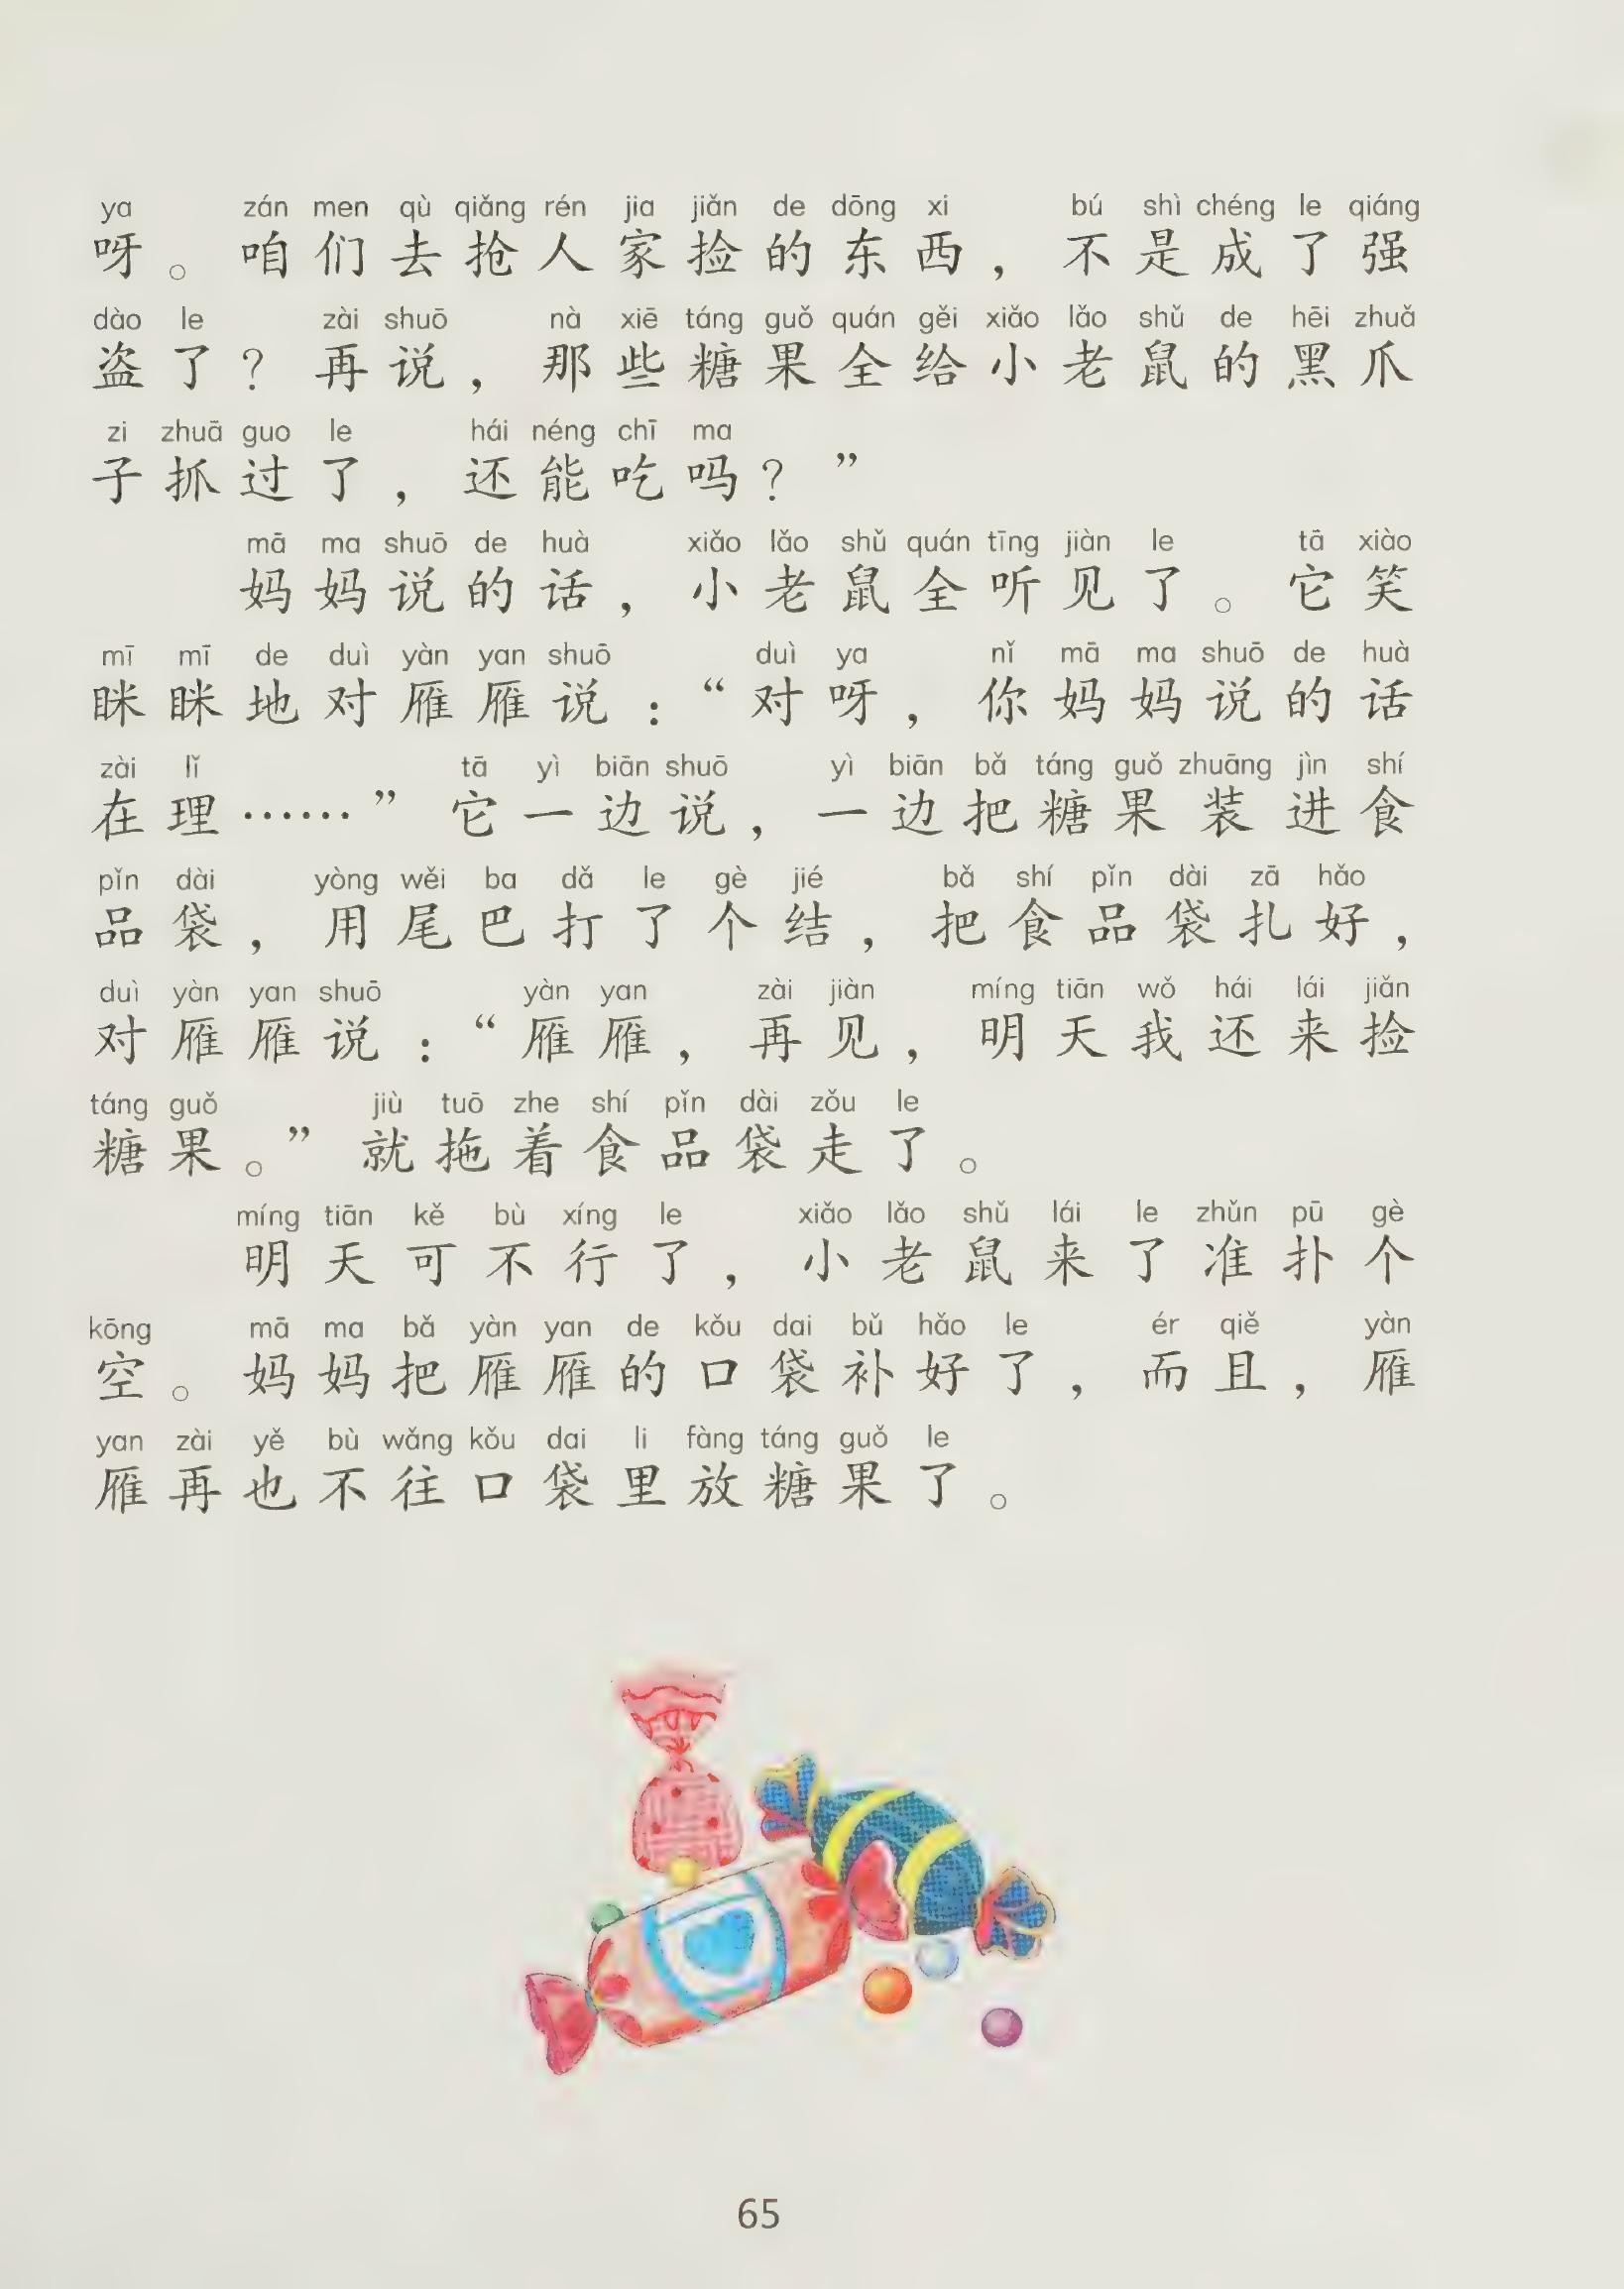 ya zán men qù qiǎng rén jia jiǎn de dōng xi bú shì chéng le qiáng
呀。咱们去抢人家捡的东西，不是成了强
dào le zài shuō nà xiē táng guǒ quán gěi xiǎo lǎo shǔ de hēi zhuǎ
盗了？再说，那些糖果全给小老鼠的黑爪
zi zhuā guo le hái néng chī ma
子抓过了，还能吃吗？”
mā ma shuō de huà xiǎo lǎo shǔ quán tīng jiàn le tā xiào
妈妈说的话，小老鼠全听见了。它笑
mī mī de duì yàn yan shuō duì ya nǐ mā ma shuō de huà
眯眯地对雁雁说：“对呀，你妈妈说的话
zài lǐ tā yì biān shuō yì biān bǎ táng guǒ zhuāng jìn shí
在理……”它一边说，一边把糖果装进食
pǐn dài yòng wěi ba dǎ le gè jié bǎ shí pǐn dài zā hǎo
品袋，用尾巴打了个结，把食品袋扎好，
duì yàn yan shuō yàn yan zài jiàn míng tiān wǒ hái lái jiǎn
对雁雁说：“雁雁，再见，明天我还来捡
táng guǒ jiù tuō zhe shí pǐn dài zǒu le
糖果。”就拖着食品袋走了。
míng tiān kě bù xíng le xiǎo lǎo shǔ lái le zhǔn pū gè
明天可不行了，小老鼠来了准扑个
kōng mā ma bǎ yàn yan de kǒu dai bǔ hǎo le ér qiě yàn
空。妈妈把雁雁的口袋补好了，而且，雁
yan zài yě bù wǎng kǒu dai li fàng táng guǒ le
雁再也不往口袋里放糖果了。
65